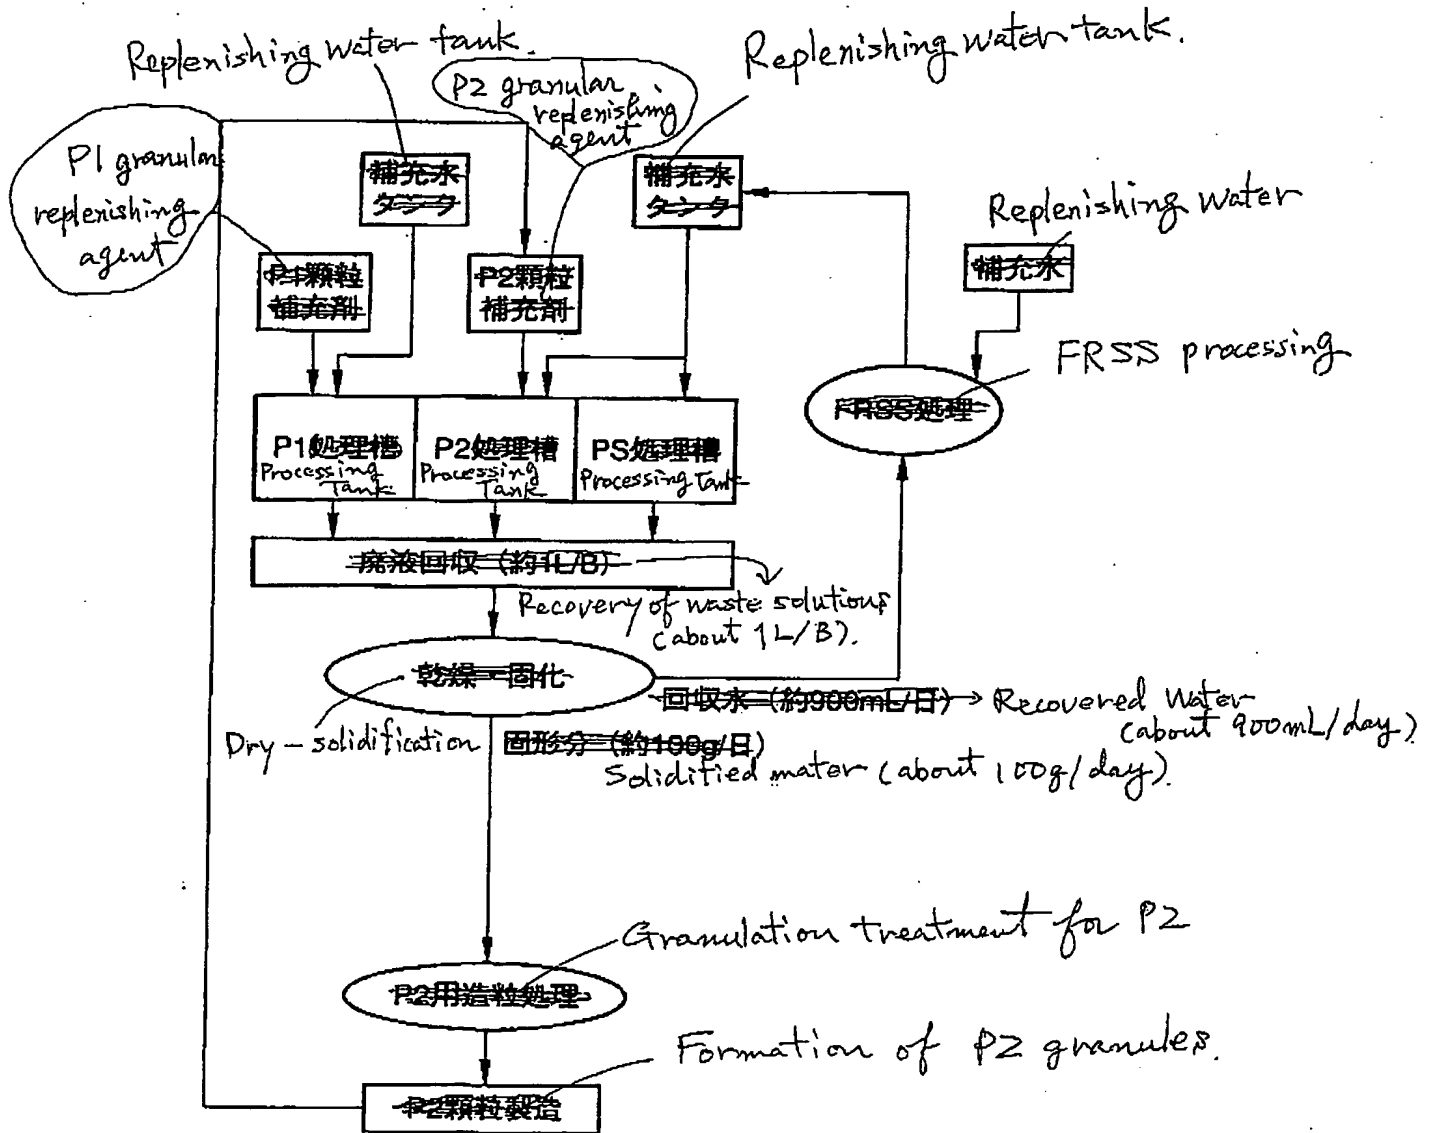 Replenishing water tank.
Replenishing water tank.
P2 granular
replenishing
agent
P1 granular
replenishing
agent
補充水
タンク
補充水
タンク
Replenishing water
補充水
P1顆粒
補充剤
P2顆粒
補充剤
FRSS processing
FRSS処理
P1処理槽
Processing
Tank
P2処理槽
Processing
Tank
PS処理槽
Processing Tank
廃液回収(約1L/B)
Recovery of waste solutions
(about 1L/B).
乾燥・固化
回収水(約900mL/日)
Recovered Water
(about 900mL/day).
Dry-solidification
固形分(約100g/日)
Solidified mater (about 100g/day).
Granulation treatment for P2
P2用造粒処理
Formation of P2 granules.
P2顆粒製造